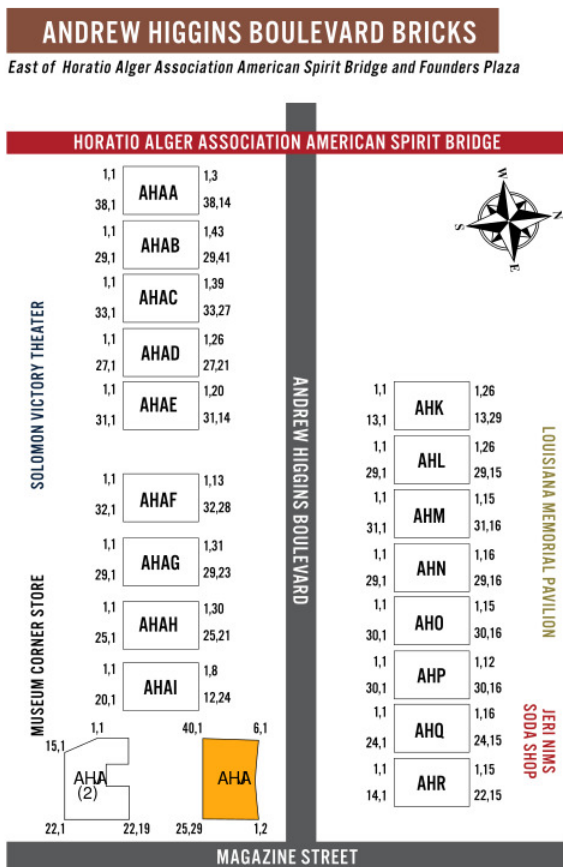 ANDREW HIGGINS BOULEVARD BRICKS
East of Horatio Alger Association American Spirit Bridge and Founders Plaza
HORATIO ALGER ASSOCIATION AMERICAN SPIRIT BRIDGE
W
N
S
E
1,1 AHAA 1,3
38,1 38,14
1,1 AHAB 1,43
29,1 29,41
1,1 AHAC 1,39
33,1 33,27
1,1 AHAD 1,26
27,1 27,21
1,1 AHAE 1,20
31,1 31,14
1,1 AHAF 1,13
32,1 32,28
1,1 AHAG 1,31
29,1 29,23
1,1 AHAH 1,30
25,1 25,21
1,1 AHAI 1,8
20,1 12,24
SOLOMON VICTORY THEATER
MUSEUM CORNER STORE
1,1
15,1
AHA
(2)
22,1 22,19
40,1 6,1
AHA
25,29 1,2
ANDREW HIGGINS BOULEVARD
1,1 AHK 1,26
13,1 13,29
1,1 AHL 1,26
29,1 29,15
1,1 AHM 1,15
31,1 31,16
1,1 AHN 1,16
29,1 29,16
1,1 AHO 1,15
30,1 30,16
1,1 AHP 1,12
30,1 30,16
1,1 AHQ 1,16
24,1 24,15
1,1 AHR 1,15
14,1 22,15
LOUISIANA MEMORIAL PAVILION
JERI NIMS
SODA SHOP
MAGAZINE STREET